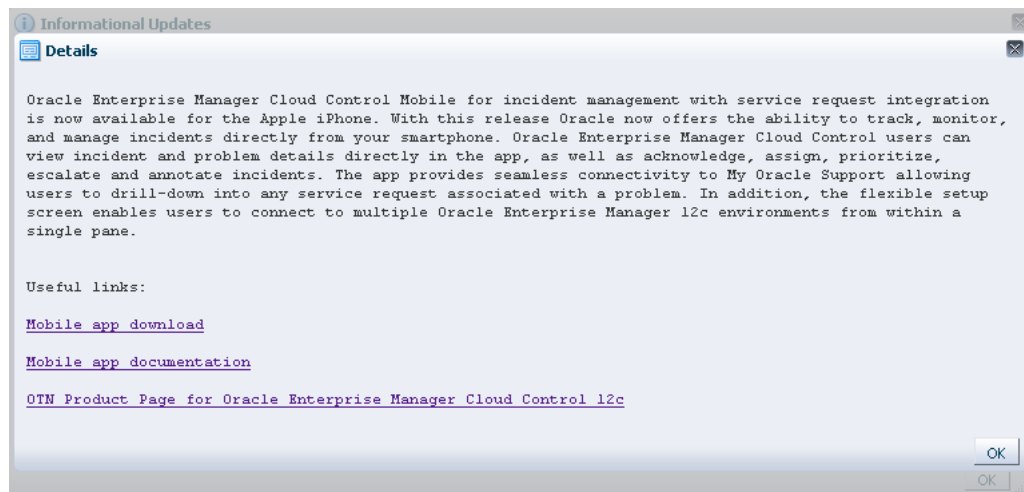 Informational Updates
Details
Oracle Enterprise Manager Cloud Control Mobile for incident management with service request integration
is now available for the Apple iPhone. With this release Oracle now offers the ability to track, monitor,
and manage incidents directly from your smartphone. Oracle Enterprise Manager Cloud Control users can
view incident and problem details directly in the app, as well as acknowledge, assign, prioritize,
escalate and annotate incidents. The app provides seamless connectivity to My Oracle Support allowing
users to drill-down into any service request associated with a problem. In addition, the flexible setup
screen enables users to connect to multiple Oracle Enterprise Manager 12c environments from within a
single pane.
Useful links:
Mobile app download
Mobile app documentation
OTN Product Page for Oracle Enterprise Manager Cloud Control 12c
OK
OK